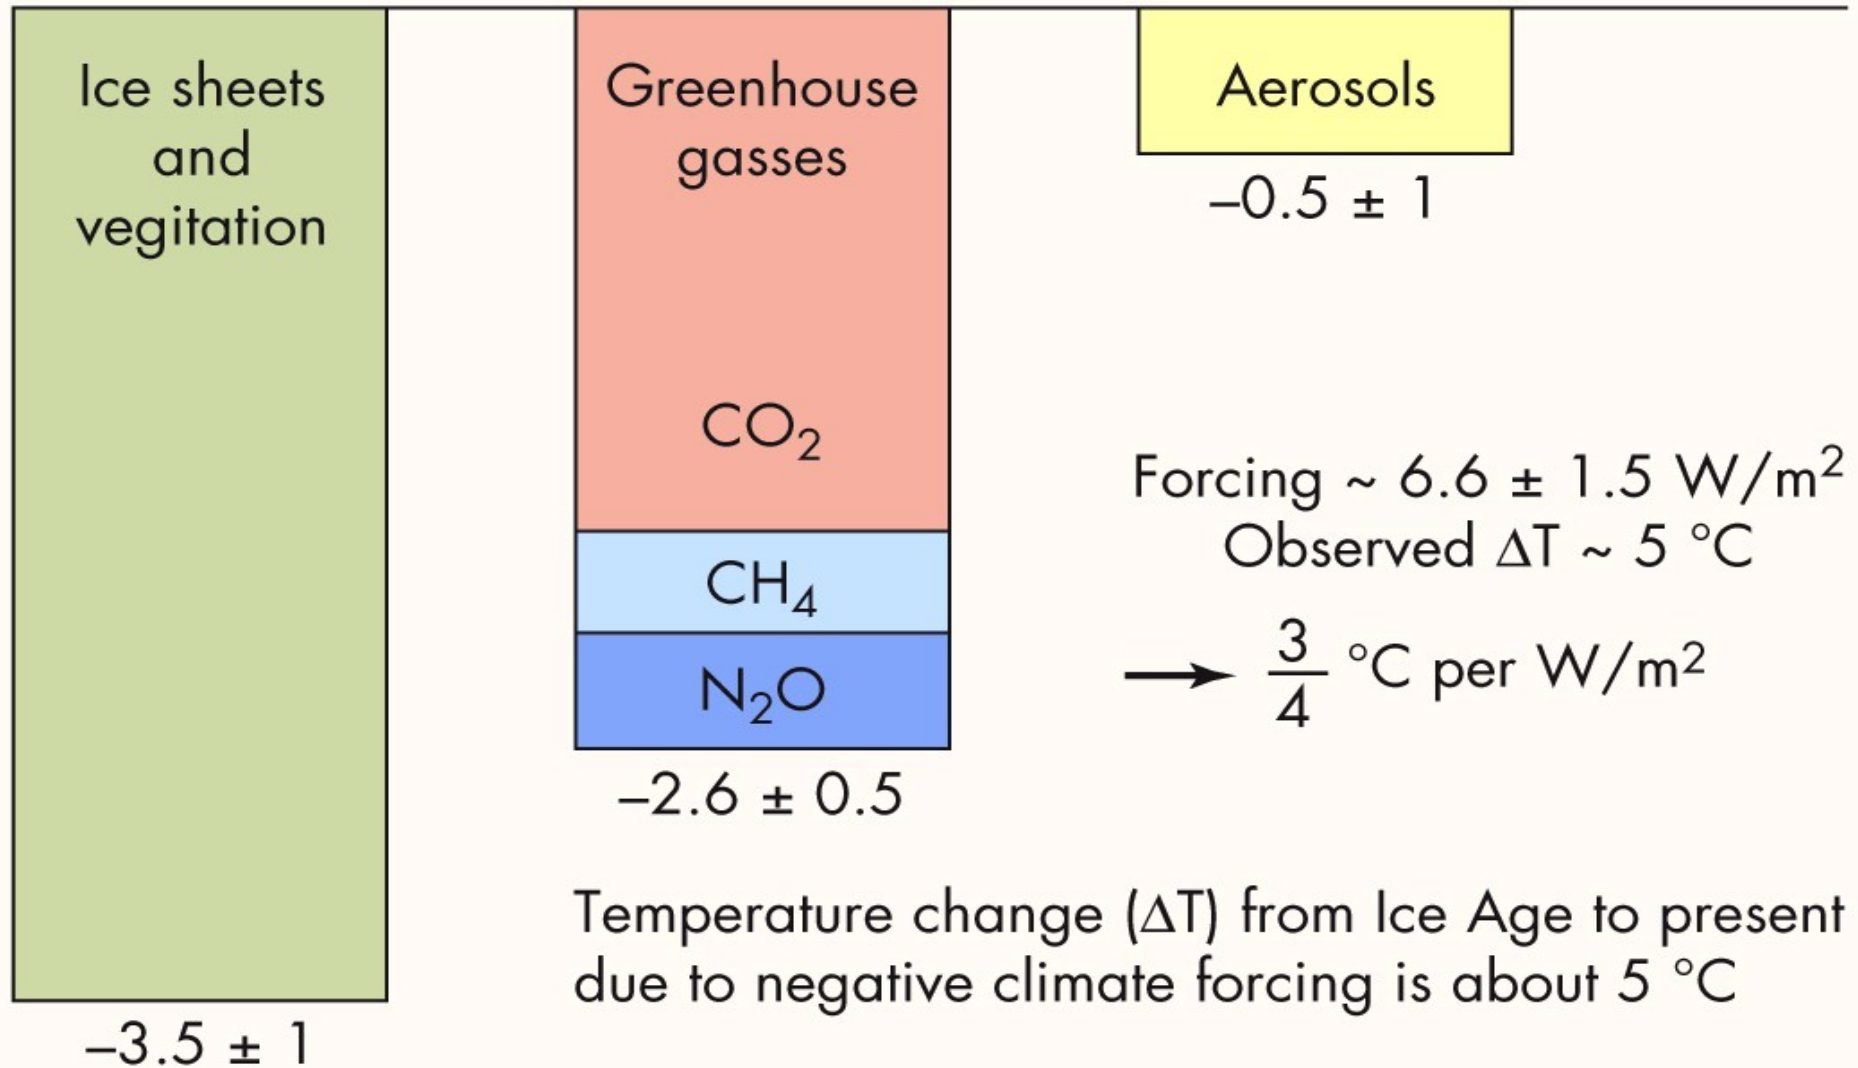 Ice sheets
and
vegitation
–3.5 ± 1
Greenhouse
gasses
CO₂
CH₄
N₂O
–2.6 ± 0.5
Aerosols
–0.5 ± 1
Forcing ~ 6.6 ± 1.5 W/m²
Observed ΔT ~ 5 °C
→ 3/4 °C per W/m²
Temperature change (ΔT) from Ice Age to present
due to negative climate forcing is about 5 °C